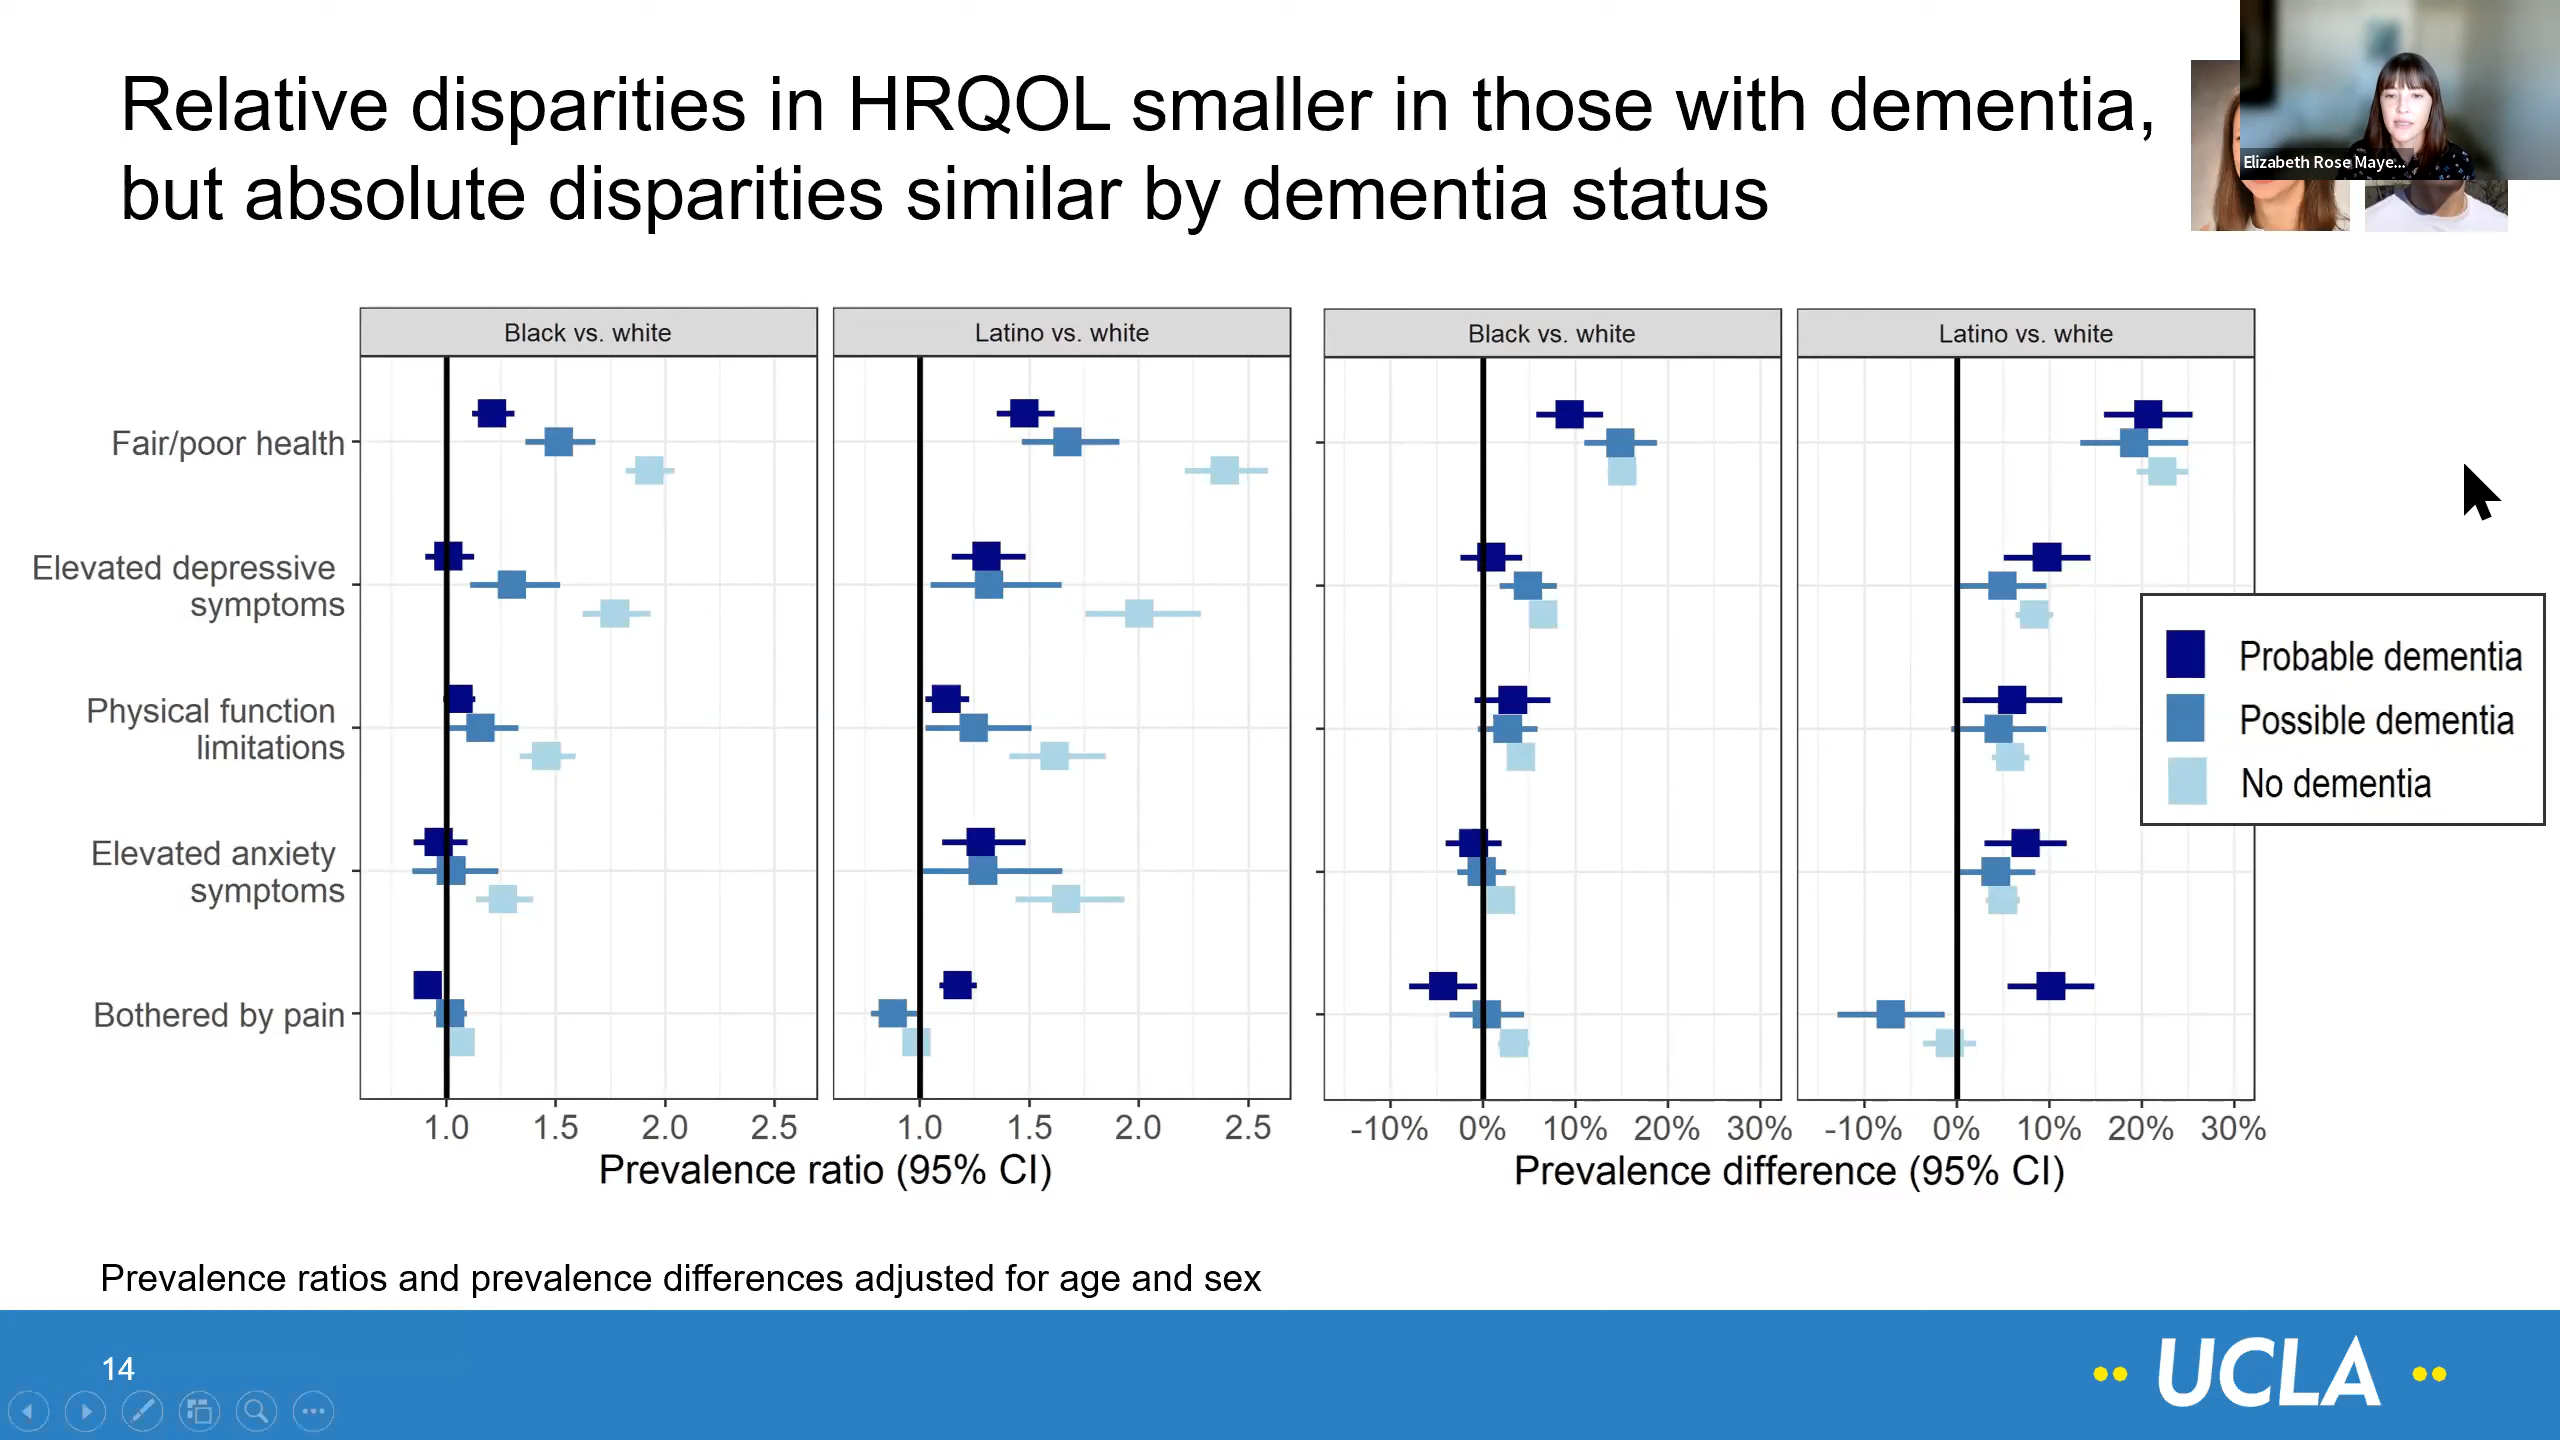 Relative disparities in HRQOL smaller in those with dementia,
but absolute disparities similar by dementia status
Elizabeth Rose Maye...
Black vs. white
Latino vs. white
Black vs. white
Latino vs. white
Fair/poor health
Elevated depressive
symptoms
Physical function
limitations
Elevated anxiety
symptoms
Bothered by pain
Probable dementia
Possible dementia
No dementia
1.0 1.5 2.0 2.5
1.0 1.5 2.0 2.5
-10% 0% 10% 20% 30%
-10% 0% 10% 20% 30%
Prevalence ratio (95% CI)
Prevalence difference (95% CI)
Prevalence ratios and prevalence differences adjusted for age and sex
14
UCLA